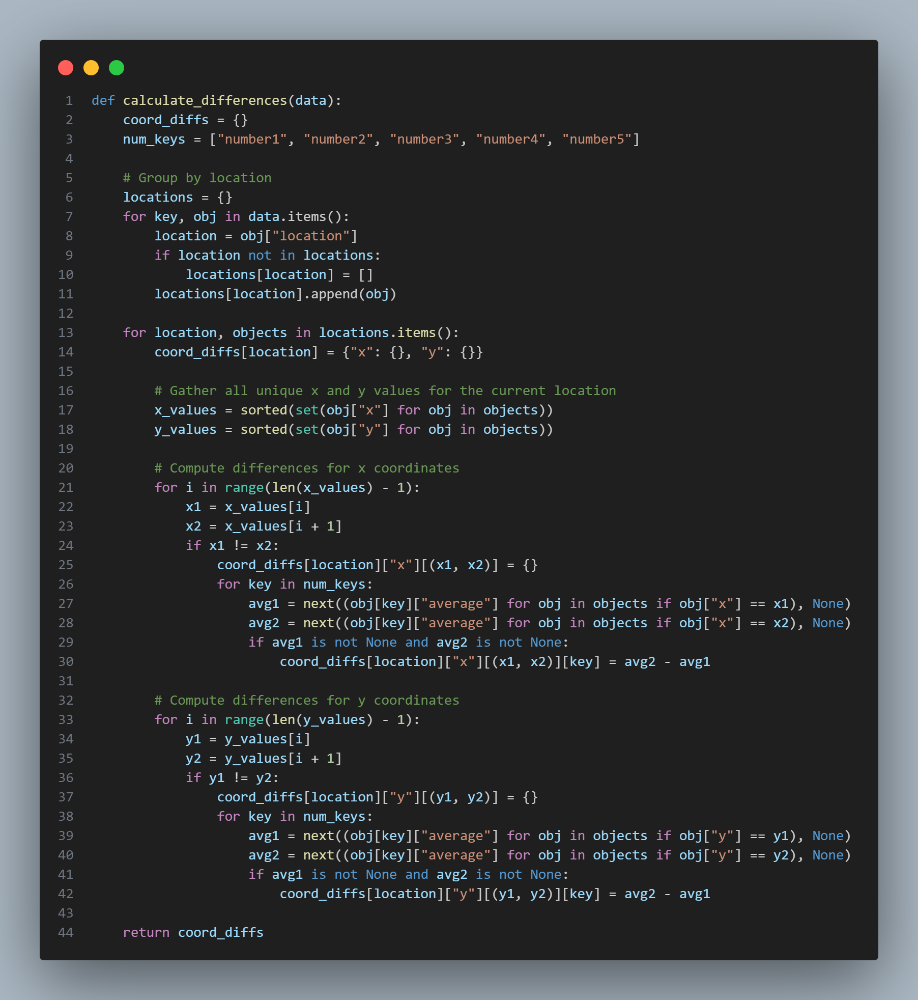 1 def calculate_differences(data):
2     coord_diffs = {}
3     num_keys = ["number1", "number2", "number3", "number4", "number5"]
4
5     # Group by location
6     locations = {}
7     for key, obj in data.items():
8         location = obj["location"]
9         if location not in locations:
10             locations[location] = []
11         locations[location].append(obj)
12
13     for location, objects in locations.items():
14         coord_diffs[location] = {"x": {}, "y": {}}
15
16         # Gather all unique x and y values for the current location
17         x_values = sorted(set(obj["x"] for obj in objects))
18         y_values = sorted(set(obj["y"] for obj in objects))
19
20         # Compute differences for x coordinates
21         for i in range(len(x_values) - 1):
22             x1 = x_values[i]
23             x2 = x_values[i + 1]
24             if x1 != x2:
25                 coord_diffs[location]["x"][(x1, x2)] = {}
26                 for key in num_keys:
27                     avg1 = next((obj[key]["average"] for obj in objects if obj["x"] == x1), None)
28                     avg2 = next((obj[key]["average"] for obj in objects if obj["x"] == x2), None)
29                     if avg1 is not None and avg2 is not None:
30                         coord_diffs[location]["x"][(x1, x2)][key] = avg2 - avg1
31
32         # Compute differences for y coordinates
33         for i in range(len(y_values) - 1):
34             y1 = y_values[i]
35             y2 = y_values[i + 1]
36             if y1 != y2:
37                 coord_diffs[location]["y"][(y1, y2)] = {}
38                 for key in num_keys:
39                     avg1 = next((obj[key]["average"] for obj in objects if obj["y"] == y1), None)
40                     avg2 = next((obj[key]["average"] for obj in objects if obj["y"] == y2), None)
41                     if avg1 is not None and avg2 is not None:
42                         coord_diffs[location]["y"][(y1, y2)][key] = avg2 - avg1
43
44     return coord_diffs